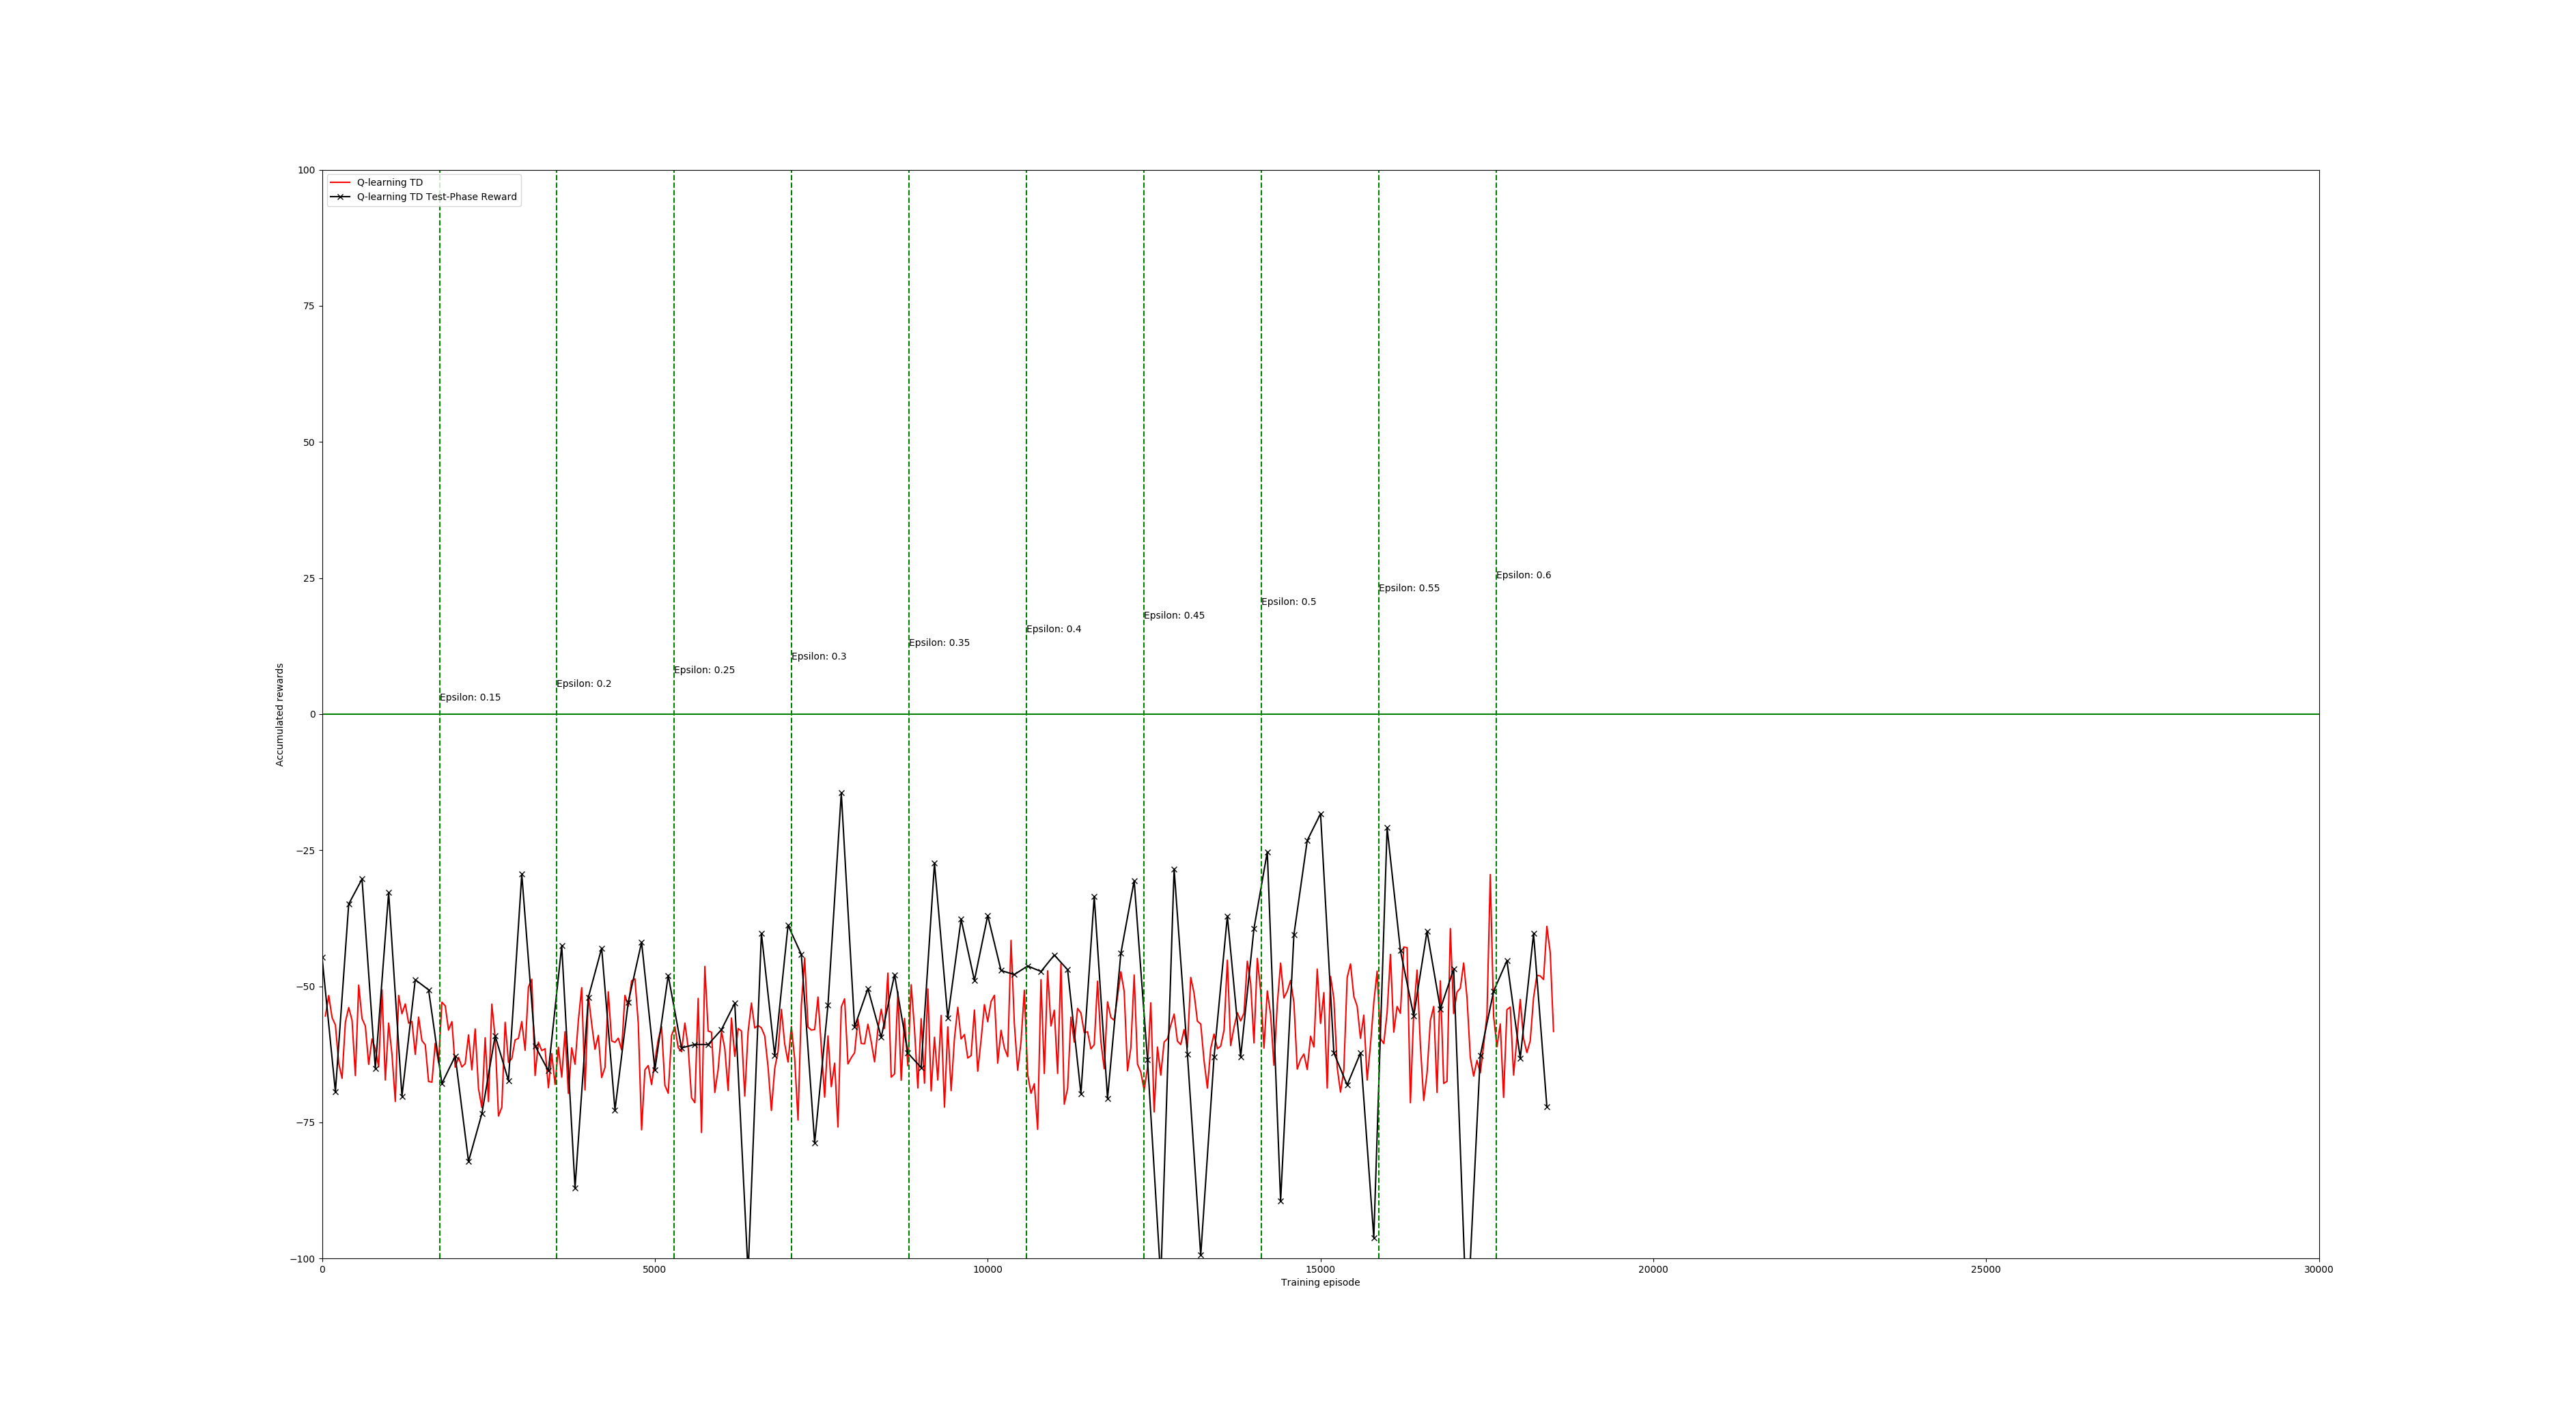 100
Q-learning TD
Q-learning TD Test-Phase Reward
75
50
25
Epsilon: 0.6
Epsilon: 0.55
Epsilon: 0.5
Epsilon: 0.45
Epsilon: 0.4
Epsilon: 0.35
Epsilon: 0.3
Epsilon: 0.25
Epsilon: 0.2
Epsilon: 0.15
0
Accumulated rewards
−25
−50
−75
−100
0 5000 10000 15000 20000 25000 30000
Training episode